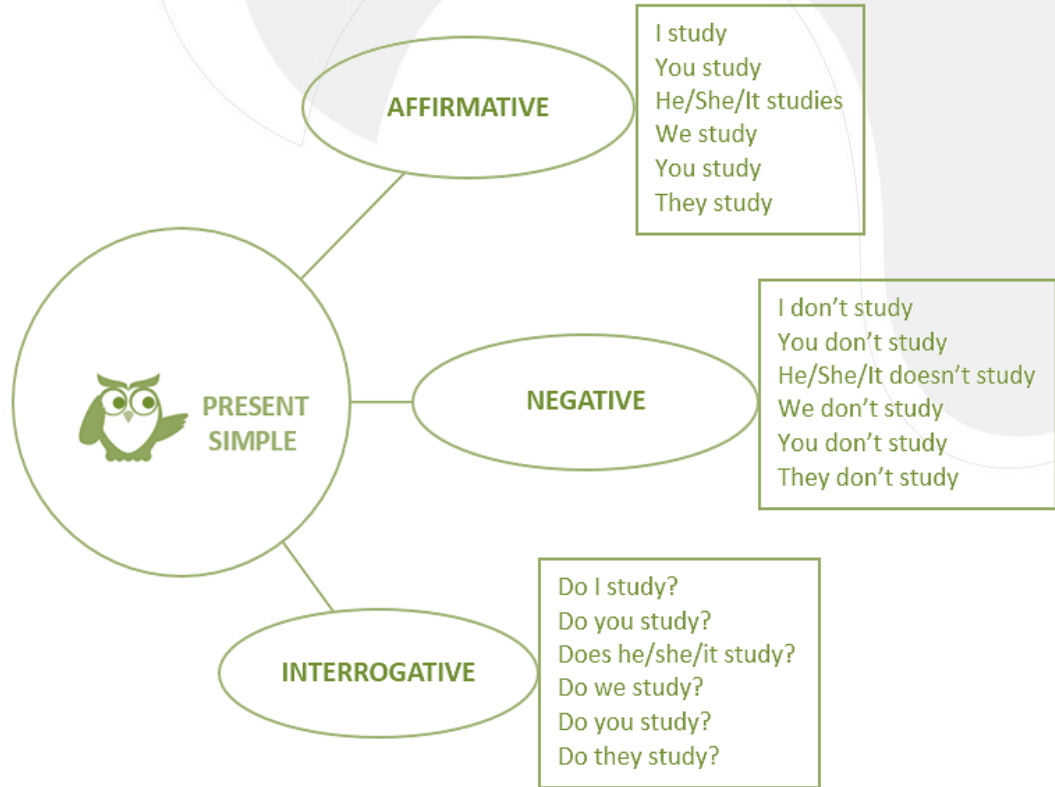 AFFIRMATIVE
I study
You study
He/She/It studies
We study
You study
They study
PRESENT
SIMPLE
NEGATIVE
I don’t study
You don’t study
He/She/It doesn’t study
We don’t study
You don’t study
They don’t study
INTERROGATIVE
Do I study?
Do you study?
Does he/she/it study?
Do we study?
Do you study?
Do they study?